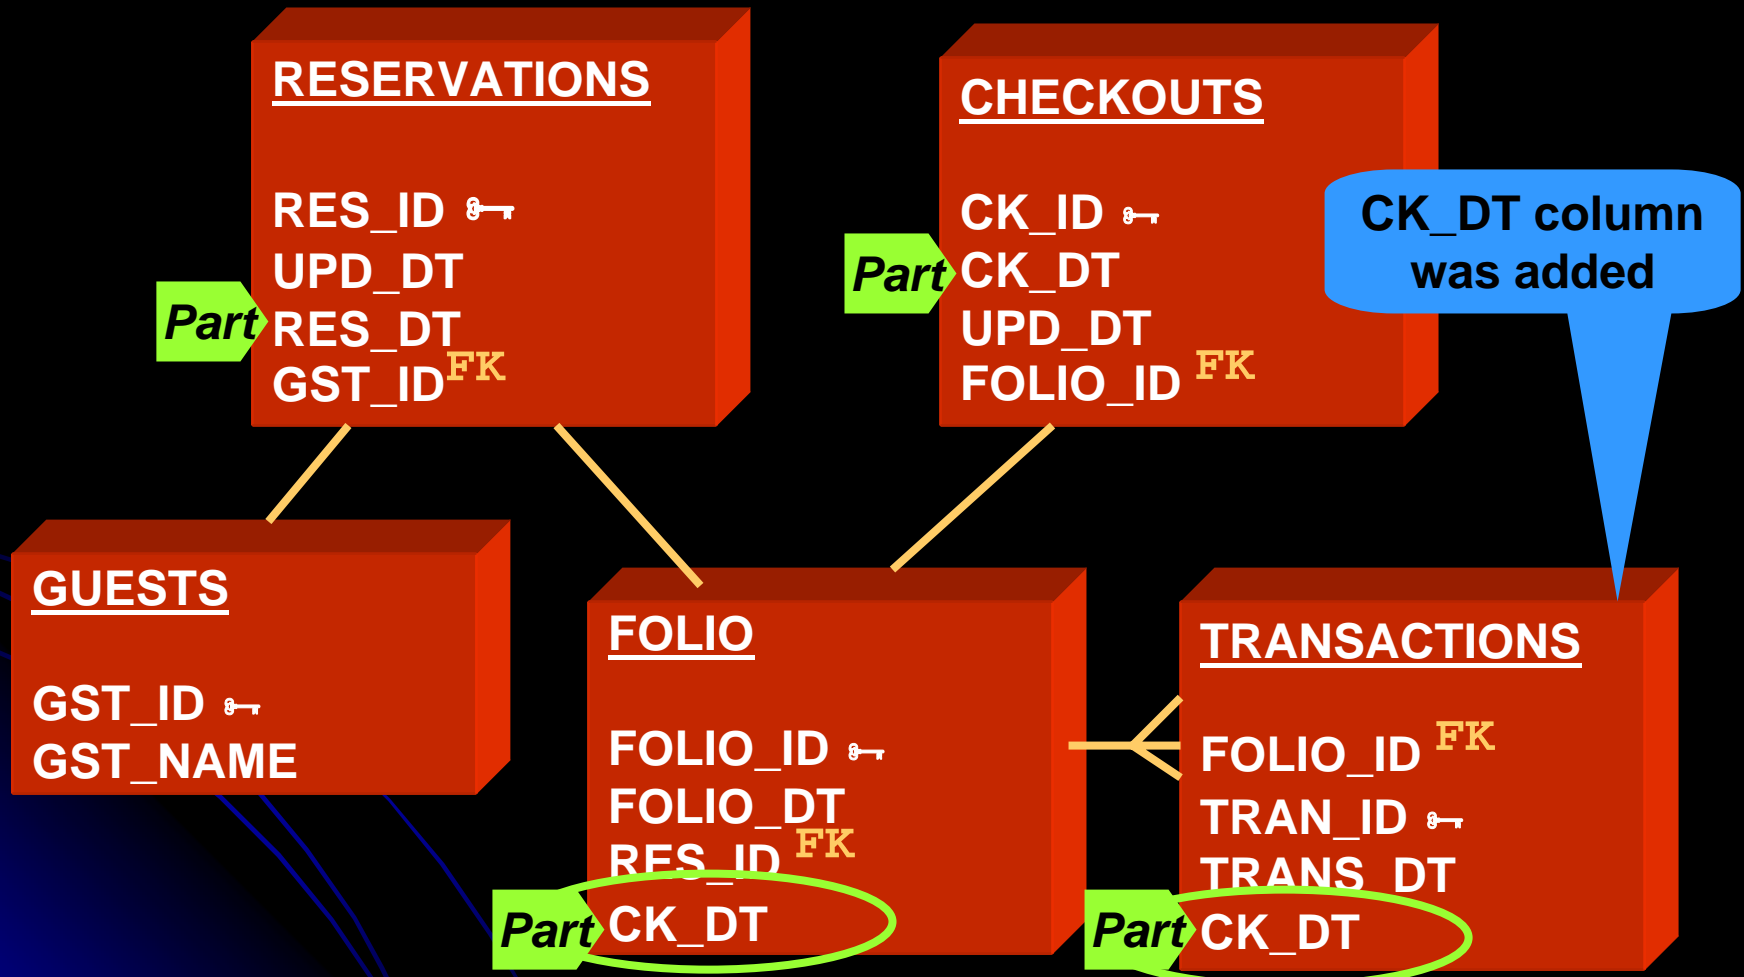 RESERVATIONS
RES_ID
UPD_DT
Part
RES_DT
GST_ID FK
CHECKOUTS
CK_ID
Part
CK_DT
UPD_DT
FOLIO_ID FK
CK_DT column
was added
GUESTS
GST_ID
GST_NAME
FOLIO
FOLIO_ID
FOLIO_DT
RES_ID FK
Part
CK_DT
TRANSACTIONS
FOLIO_ID FK
TRAN_ID
TRANS_DT
Part
CK_DT